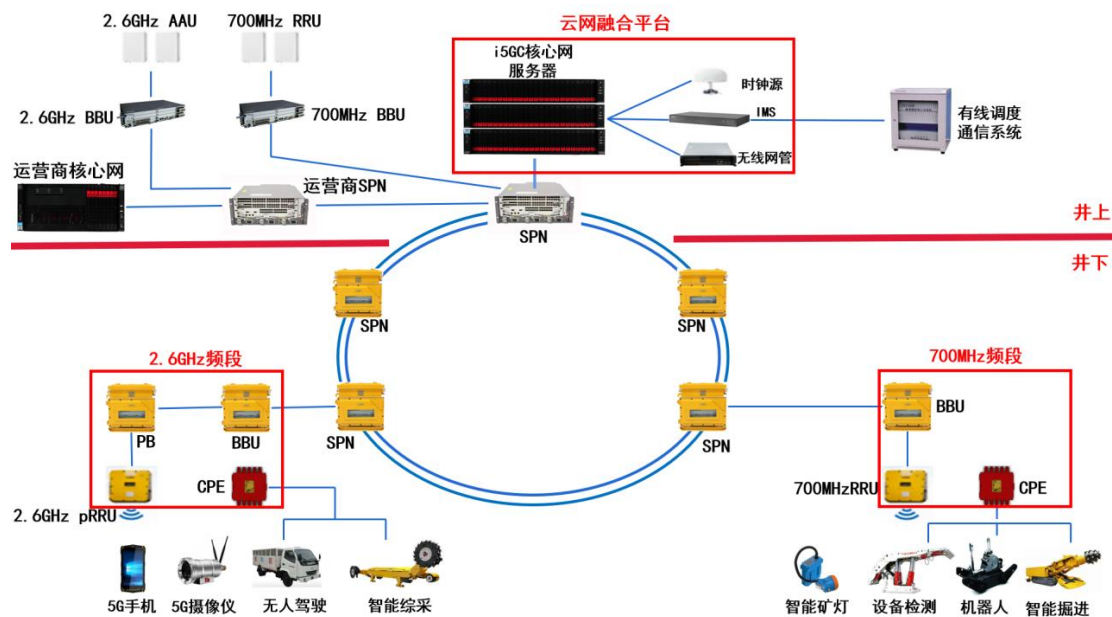 2.6GHz AAU
700MHz RRU
云网融合平台
i5GC核心网
服务器
时钟源
IMS
无线网管
有线调度
通信系统
2.6GHz BBU
700MHz BBU
运营商核心网
运营商SPN
SPN
井上
井下
SPN
SPN
2.6GHz频段
700MHz频段
PB
BBU
SPN
SPN
BBU
CPE
2.6GHz pRRU
700MHzRRU
CPE
5G手机
5G摄像仪
无人驾驶
智能综采
智能矿灯
设备检测
机器人
智能掘进